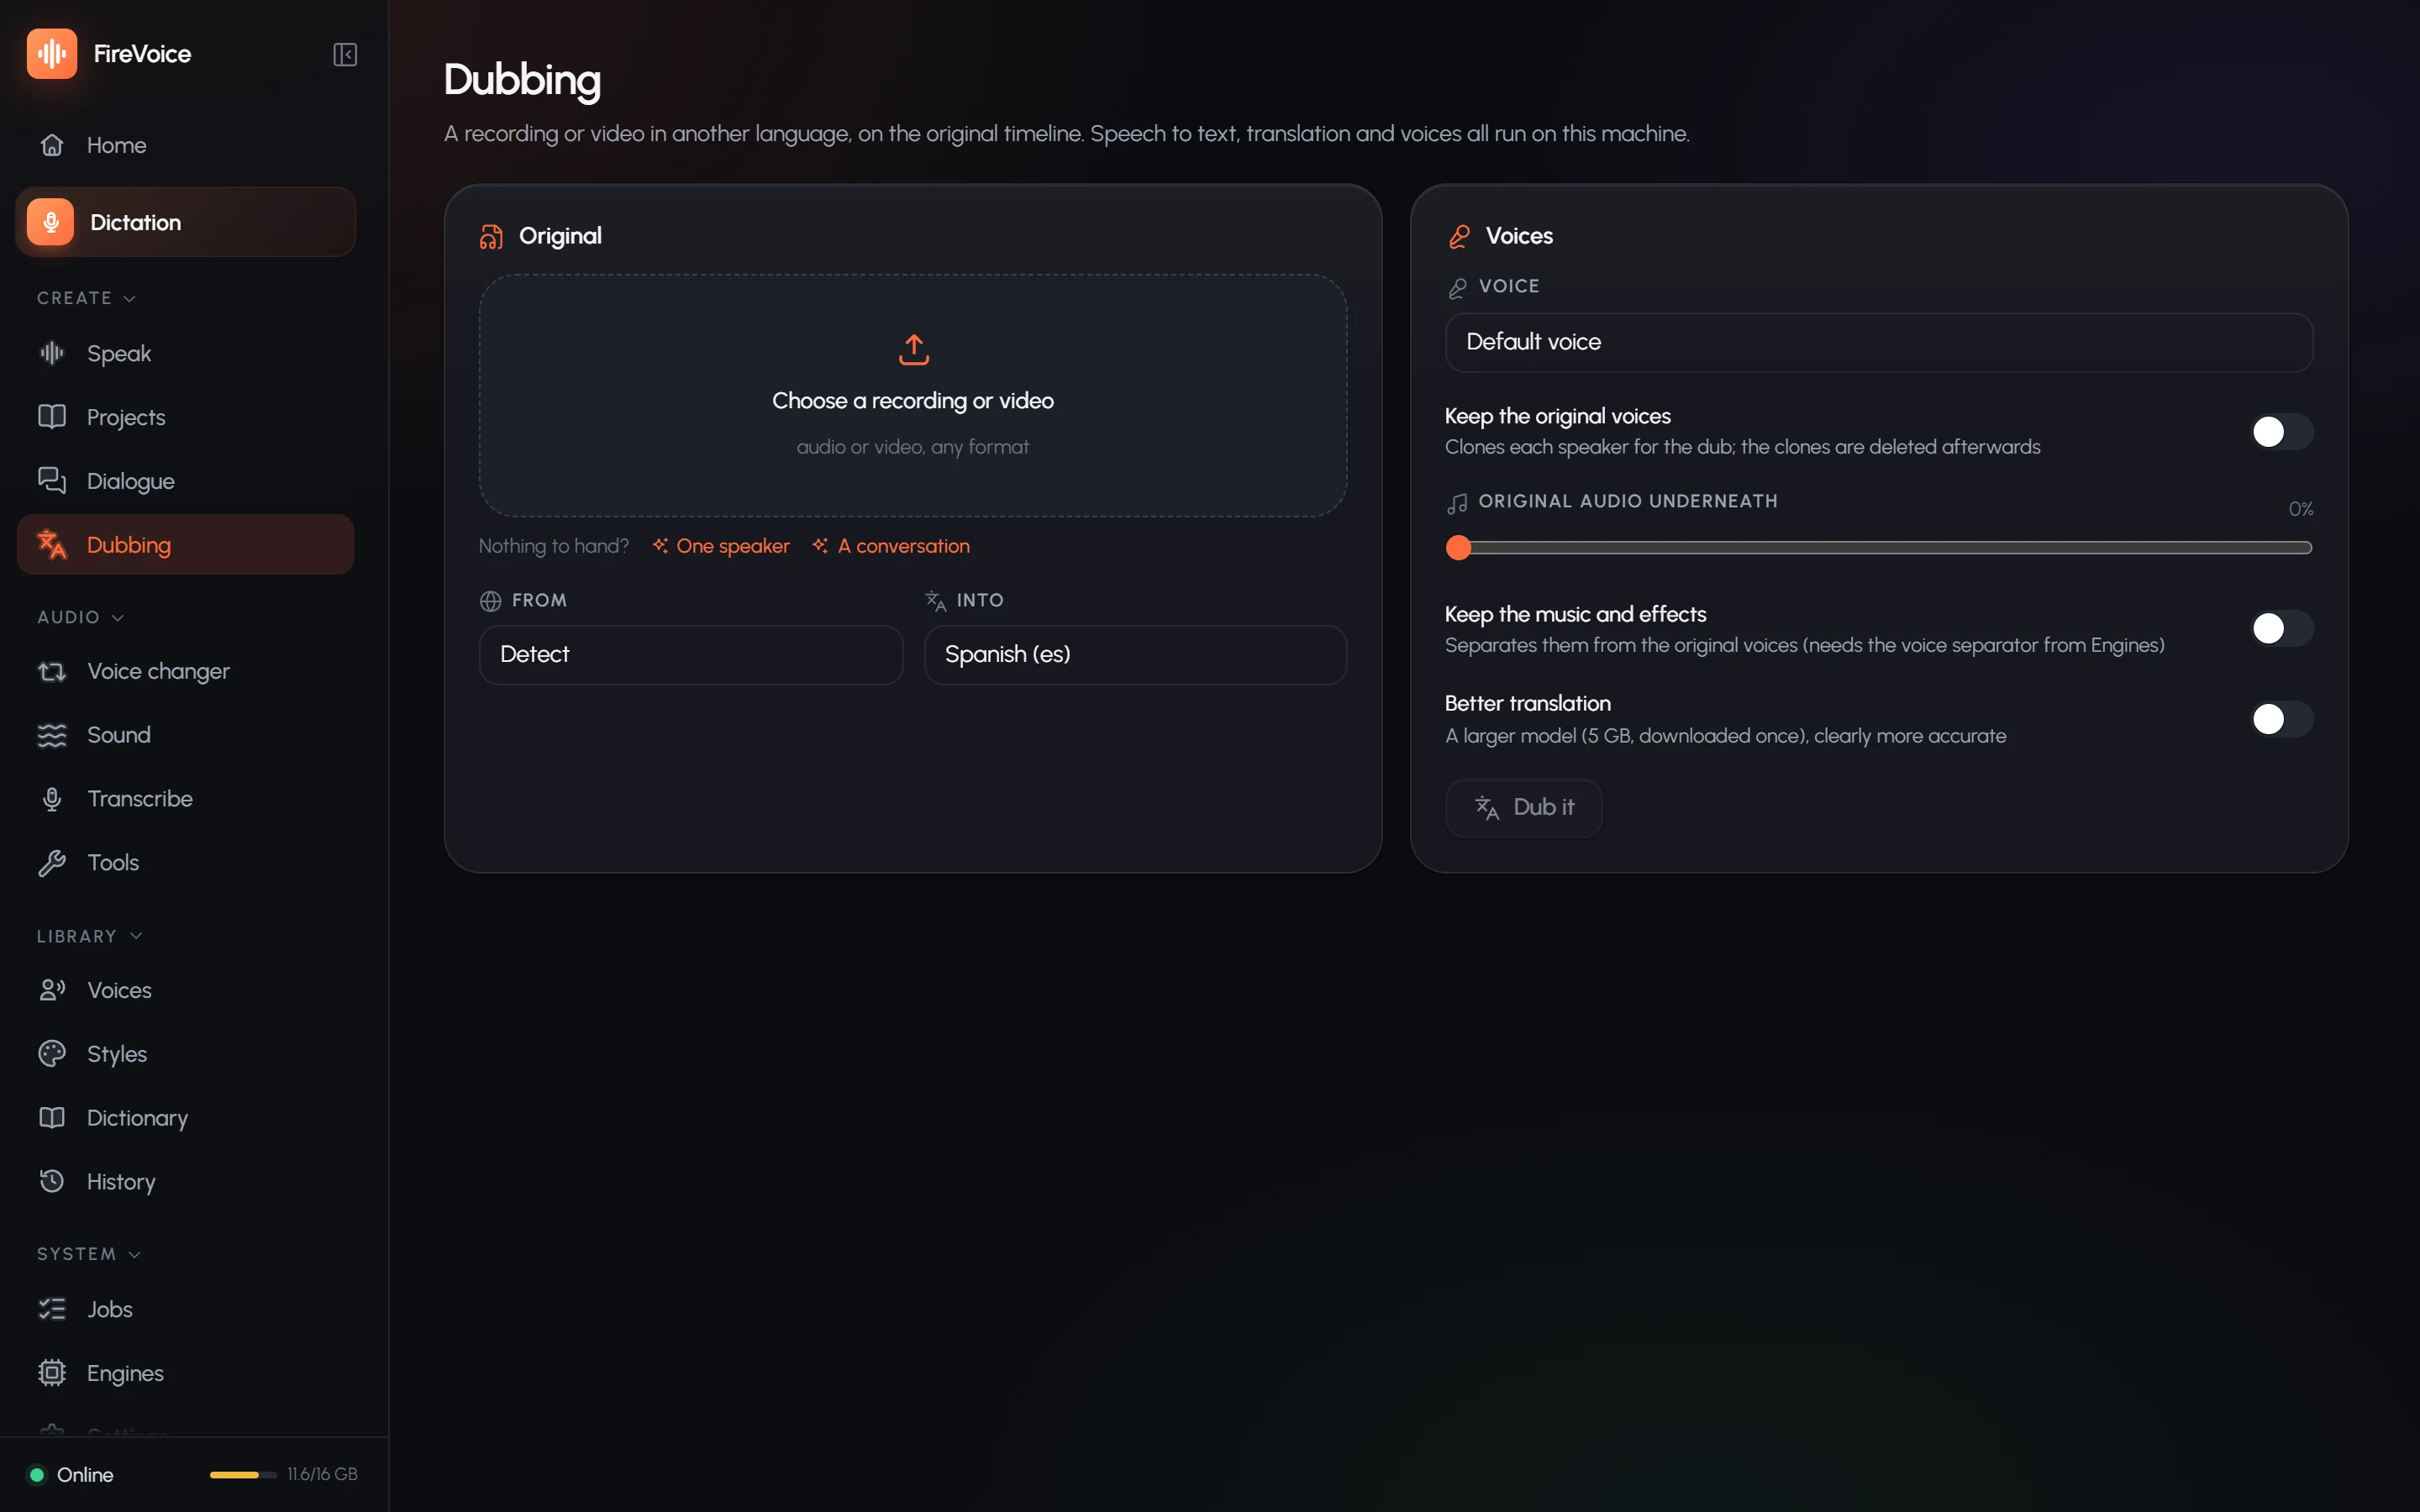 FireVoice
Home
Dictation
CREATE
Speak
Projects
Dialogue
Dubbing
AUDIO
Voice changer
Sound
Transcribe
Tools
LIBRARY
Voices
Styles
Dictionary
History
SYSTEM
Jobs
Engines
Settings
Online
11.6/16 GB
Dubbing
A recording or video in another language, on the original timeline. Speech to text, translation and voices all run on this machine.
Original
Choose a recording or video
audio or video, any format
Nothing to hand? One speaker A conversation
FROM
Detect
INTO
Spanish (es)
Voices
VOICE
Default voice
Keep the original voices
Clones each speaker for the dub; the clones are deleted afterwards
ORIGINAL AUDIO UNDERNEATH
0%
Keep the music and effects
Separates them from the original voices (needs the voice separator from Engines)
Better translation
A larger model (5 GB, downloaded once), clearly more accurate
Dub it